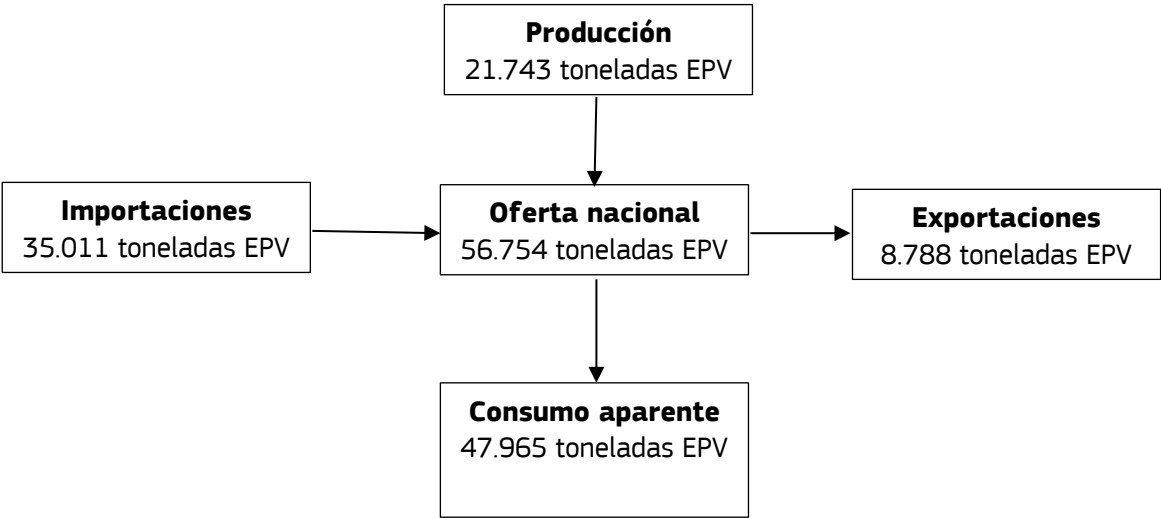 Producción
21.743 toneladas EPV
Importaciones
35.011 toneladas EPV
Oferta nacional
56.754 toneladas EPV
Exportaciones
8.788 toneladas EPV
Consumo aparente
47.965 toneladas EPV